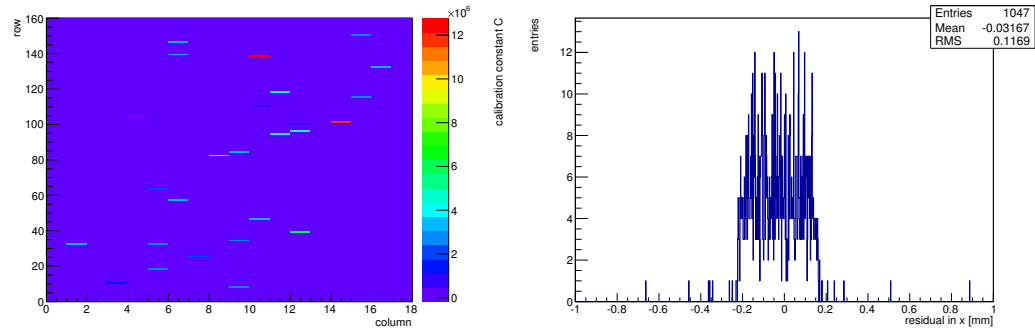 ×10⁶
160
140
120
100
80
60
40
20
0
row
0 2 4 6 8 10 12 14 16 18
column
12
10
8
6
4
2
0
calibration constant C
Entries 1047
Mean -0.03167
RMS 0.1169
entries
12
10
8
6
4
2
0
-1 -0.8 -0.6 -0.4 -0.2 0 0.2 0.4 0.6 0.8 1
residual in x [mm]